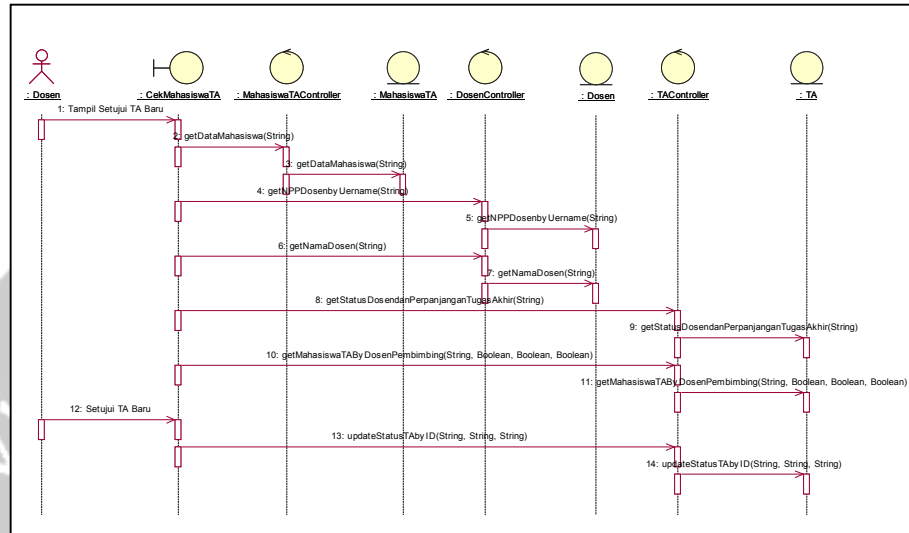 : Dosen
: CekMahasiswaTA
: MahasiswaTAController
: MahasiswaTA
: DosenController
: Dosen
: TAController
: TA
1: Tampil Setujui TA Baru
2: getDataMahasiswa(String)
3: getDataMahasiswa(String)
4: getNPPDosenbyUername(String)
5: getNPPDosenbyUername(String)
6: getNamaDosen(String)
7: getNamaDosen(String)
8: getStatusDosendanPerpanjanganTugasAkhir(String)
9: getStatusDosendanPerpanjanganTugasAkhir(String)
10: getMahasiswaTAByDosenPembimbing(String, Boolean, Boolean, Boolean)
11: getMahasiswaTAByDosenPembimbing(String, Boolean, Boolean, Boolean)
12: Setujui TA Baru
13: updateStatusTAbyID(String, String, String)
14: updateStatusTAbyID(String, String, String)